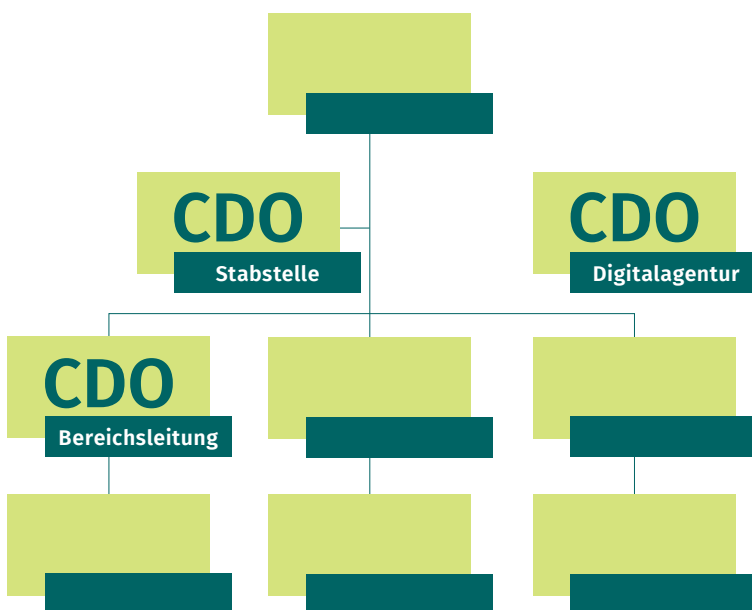 CDO
Stabstelle
CDO
Digitalagentur
CDO
Bereichsleitung